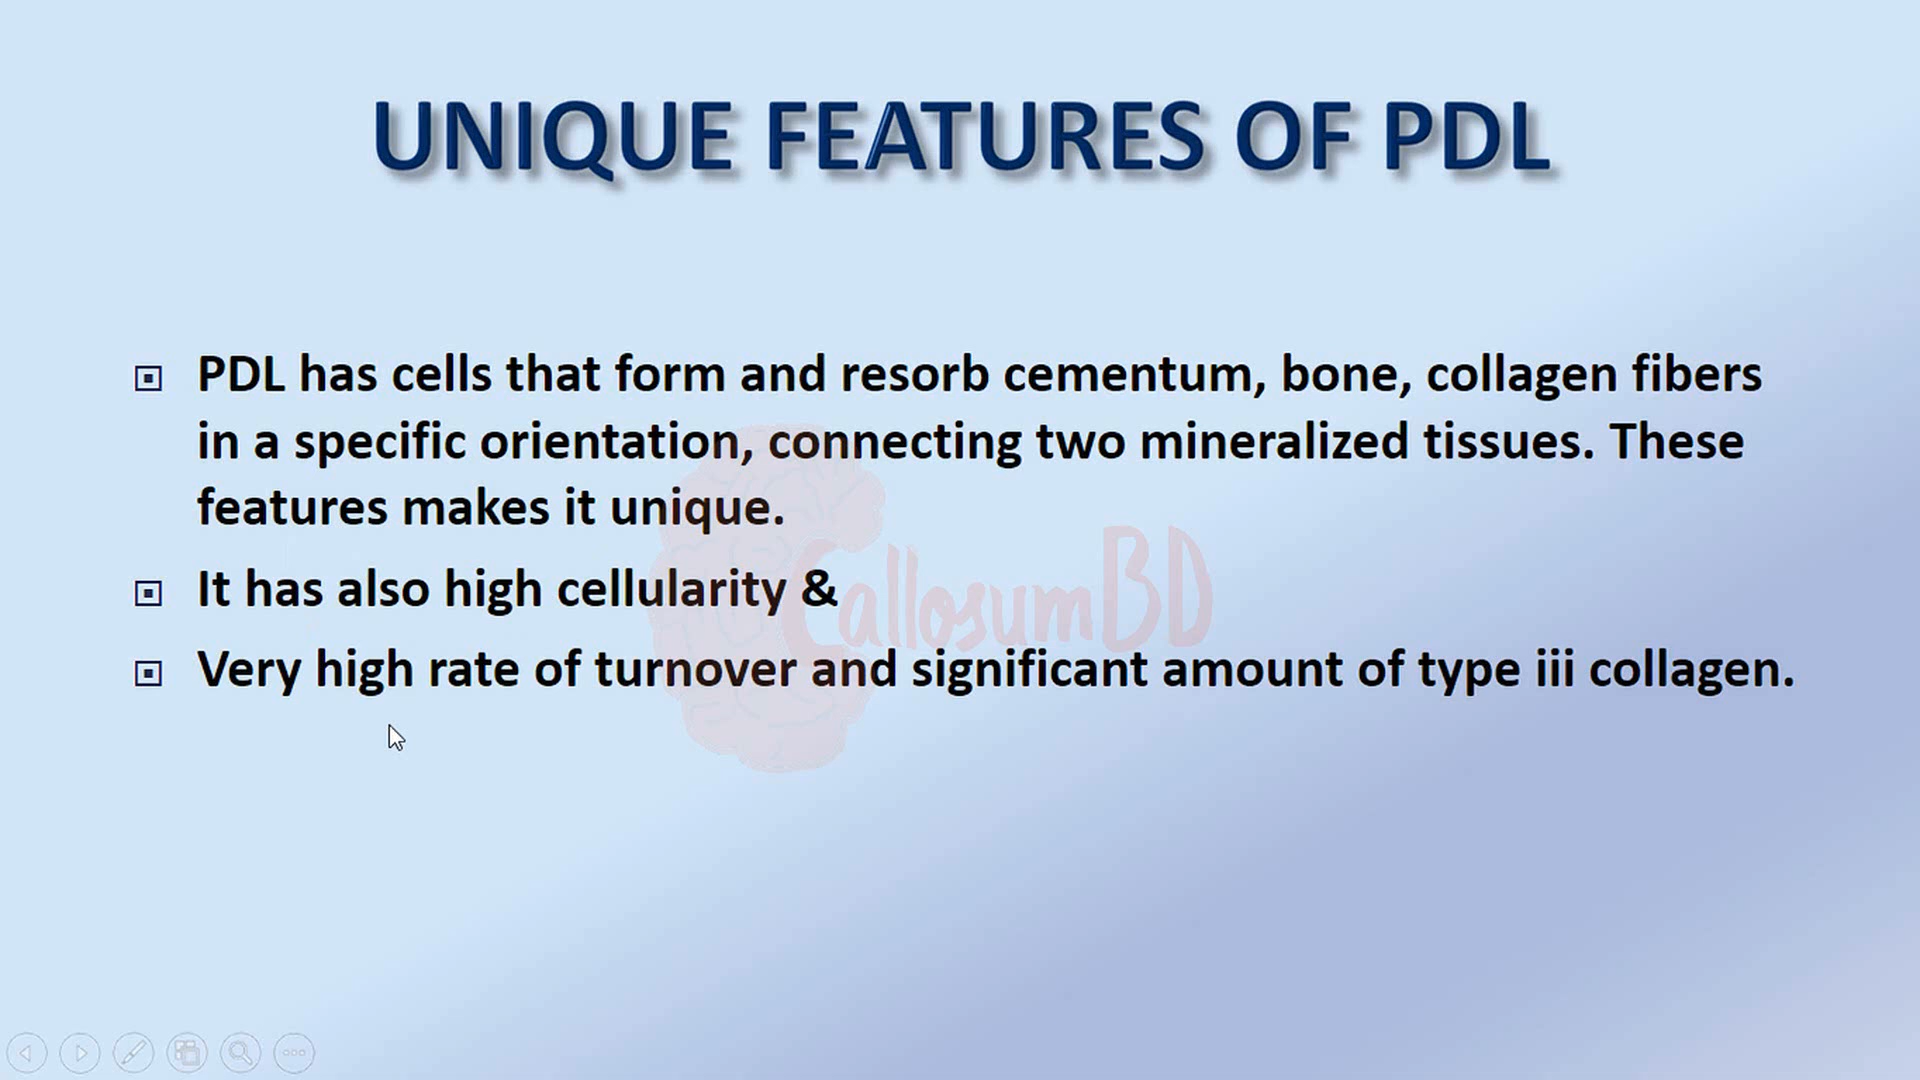 UNIQUE FEATURES OF PDL
PDL has cells that form and resorb cementum, bone, collagen fibers
in a specific orientation, connecting two mineralized tissues. These
features makes it unique.
It has also high cellularity &
CallosumBD
Very high rate of turnover and significant amount of type iii collagen.